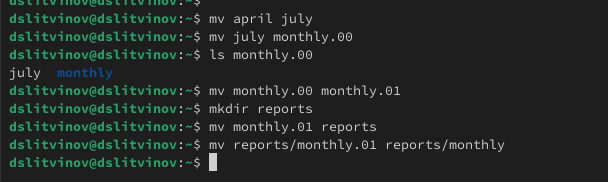 dslitvinov@dslitvinov:~$ mv april july
dslitvinov@dslitvinov:~$ mv july monthly.00
dslitvinov@dslitvinov:~$ ls monthly.00
july  monthly
dslitvinov@dslitvinov:~$ mv monthly.00 monthly.01
dslitvinov@dslitvinov:~$ mkdir reports
dslitvinov@dslitvinov:~$ mv monthly.01 reports
dslitvinov@dslitvinov:~$ mv reports/monthly.01 reports/monthly
dslitvinov@dslitvinov:~$